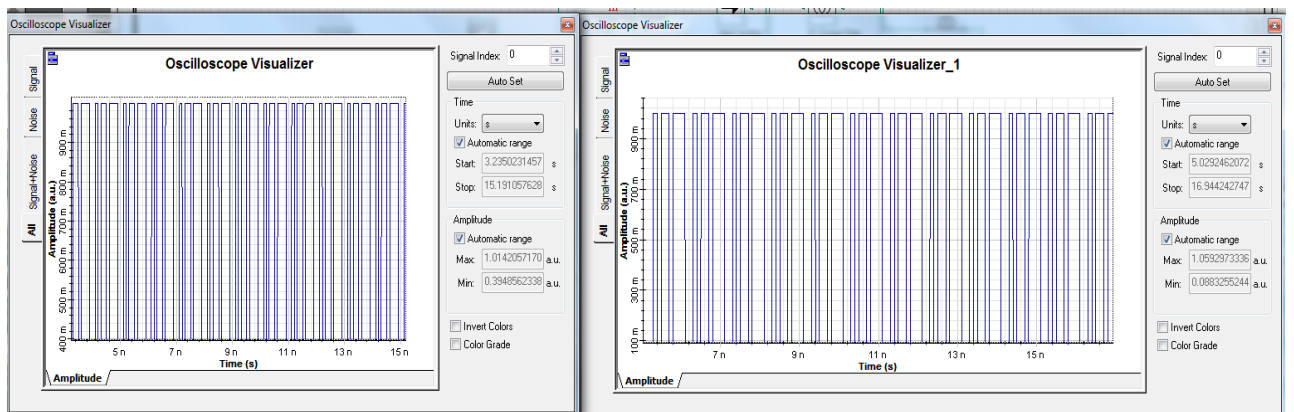 Oscilloscope Visualizer
Signal
Noise
Signal+Noise
All
Oscilloscope Visualizer
Amplitude (a.u.)
900 m
800 m
700 m
600 m
500 m
400 m
5 n 7 n 9 n 11 n 13 n 15 n
Time (s)
Amplitude
Signal Index: 0
Auto Set
Time
Units: s
Automatic range
Start: 3.2350231457 s
Stop: 15.191057628 s
Amplitude
Automatic range
Max: 1.0142057170 a.u.
Min: 0.3948562338 a.u.
Invert Colors
Color Grade
Oscilloscope Visualizer
Signal
Noise
Signal+Noise
All
Oscilloscope Visualizer_1
Amplitude (a.u.)
900 m
700 m
500 m
300 m
100 m
7 n 9 n 11 n 13 n 15 n
Time (s)
Amplitude
Signal Index: 0
Auto Set
Time
Units: s
Automatic range
Start: 5.0292462072 s
Stop: 16.944242747 s
Amplitude
Automatic range
Max: 1.0592973336 a.u.
Min: 0.0883255244 a.u.
Invert Colors
Color Grade